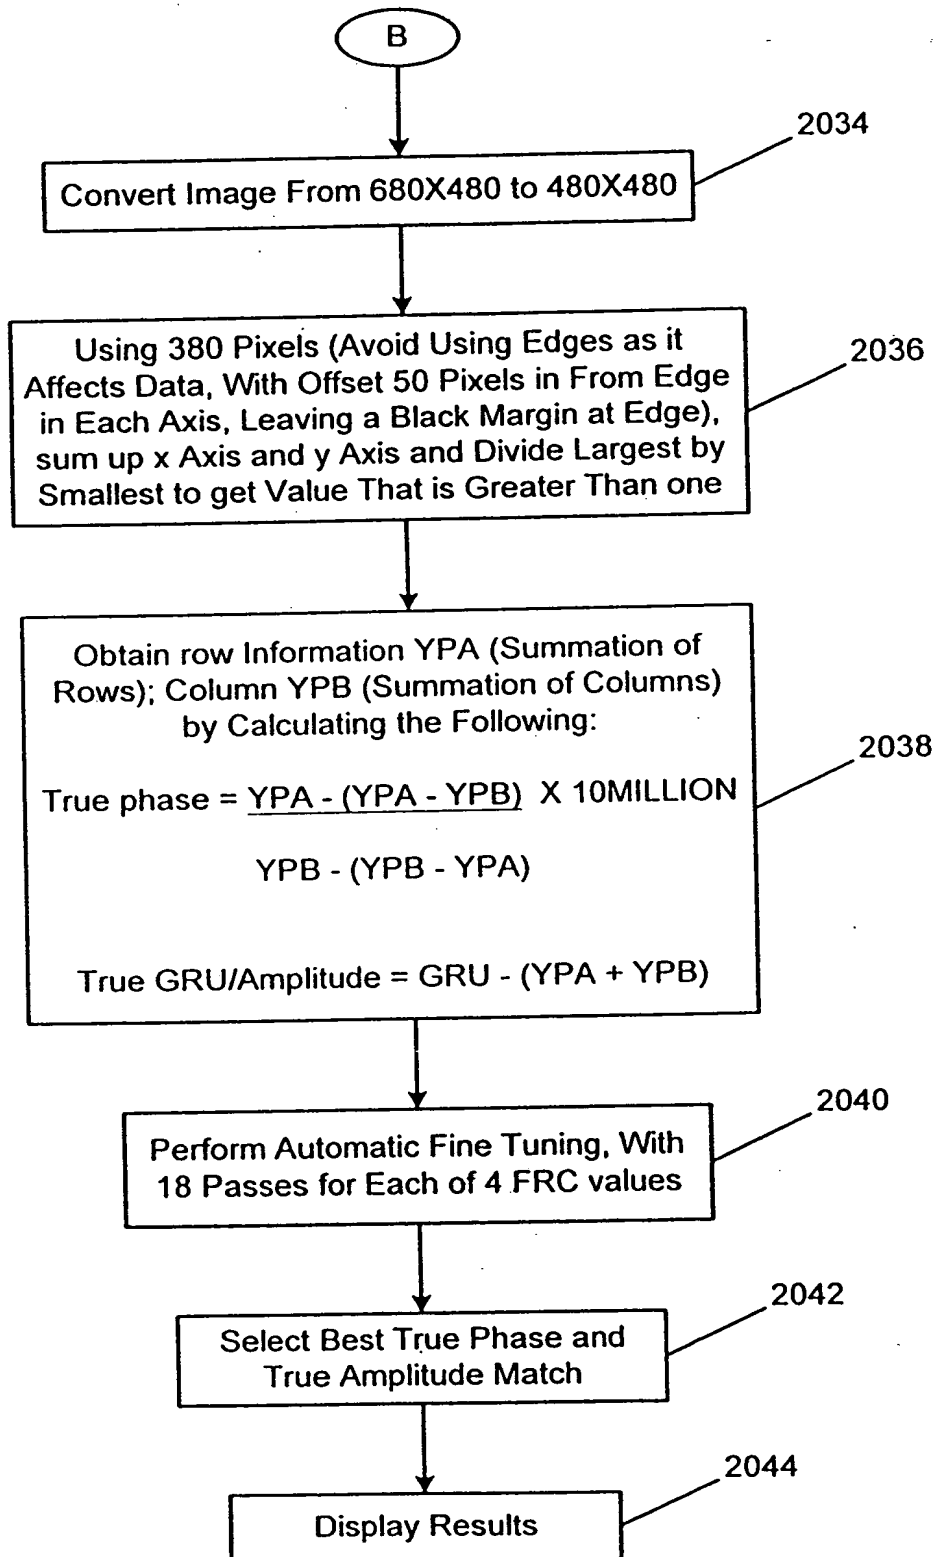 B
2034
Convert Image From 680X480 to 480X480
Using 380 Pixels (Avoid Using Edges as it
2036
Affects Data, With Offset 50 Pixels in From Edge
in Each Axis, Leaving a Black Margin at Edge),
sum up x Axis and y Axis and Divide Largest by
Smallest to get Value That is Greater Than one
Obtain row Information YPA (Summation of
Rows); Column YPB (Summation of Columns)
by Calculating the Following:
2038
True phase = YPA - (YPA - YPB) X 10MILLION
YPB - (YPB - YPA)
True GRU/Amplitude = GRU - (YPA + YPB)
2040
Perform Automatic Fine Tuning, With
18 Passes for Each of 4 FRC values
2042
Select Best True Phase and
True Amplitude Match
2044
Display Results